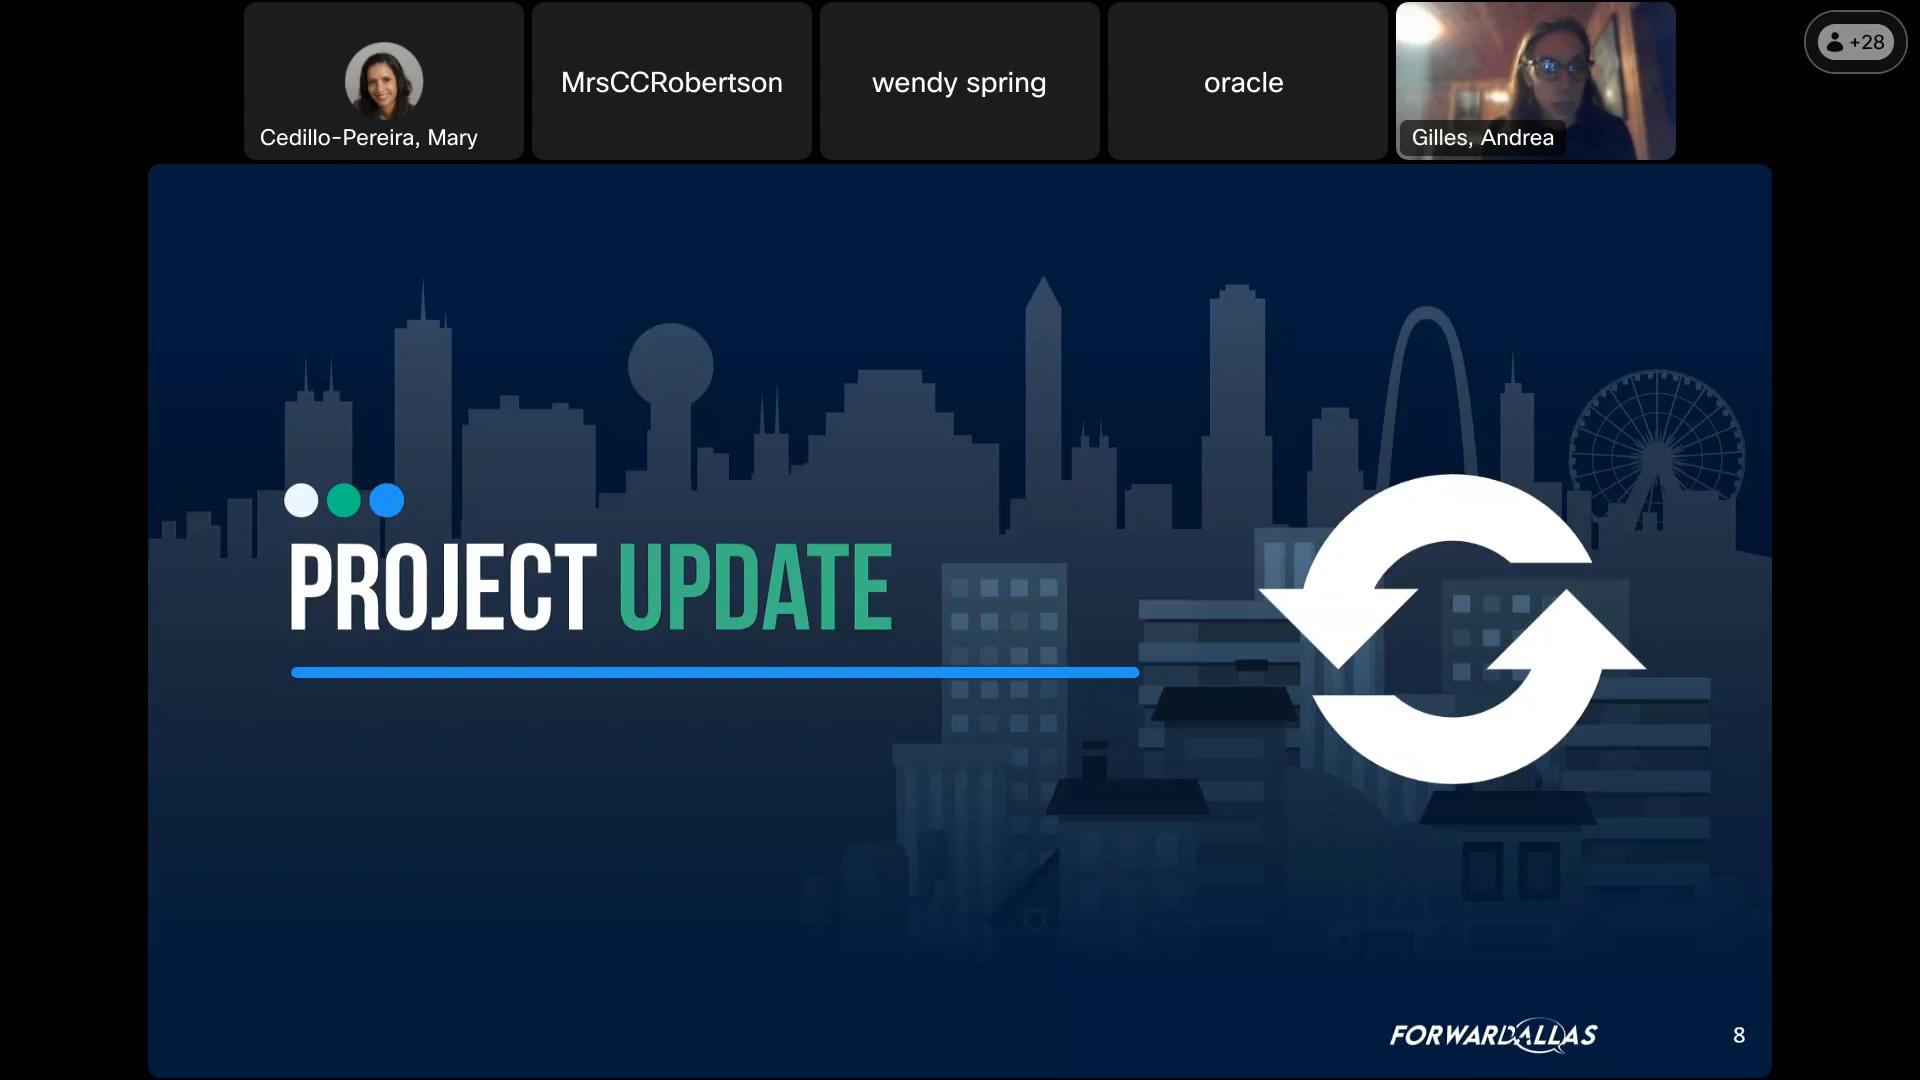 Cedillo-Pereira, Mary
MrsCCRobertson
wendy spring
oracle
Gilles, Andrea
+28
PROJECT UPDATE
FORWARDALLAS
8